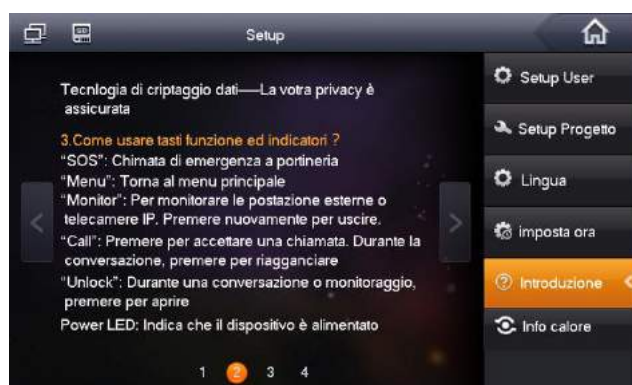 Setup
Tecnlogia di criptaggio dati——La votra privacy è
assicurata
3.Come usare tasti funzione ed indicatori ?
“SOS”: Chimata di emergenza a portineria
“Menu”: Torna al menu principale
“Monitor”: Per monitorare le postazione esterne o
telecamere IP. Premere nuovamente per uscire.
“Call”: Premere per accettare una chiamata. Durante la
conversazione, premere per riagganciare
“Unlock”: Durante una conversazione o monitoraggio,
premere per aprire
Power LED: Indica che il dispositivo è alimentato
1 2 3 4
Setup User
Setup Progetto
Lingua
imposta ora
Introduzione
Info calore